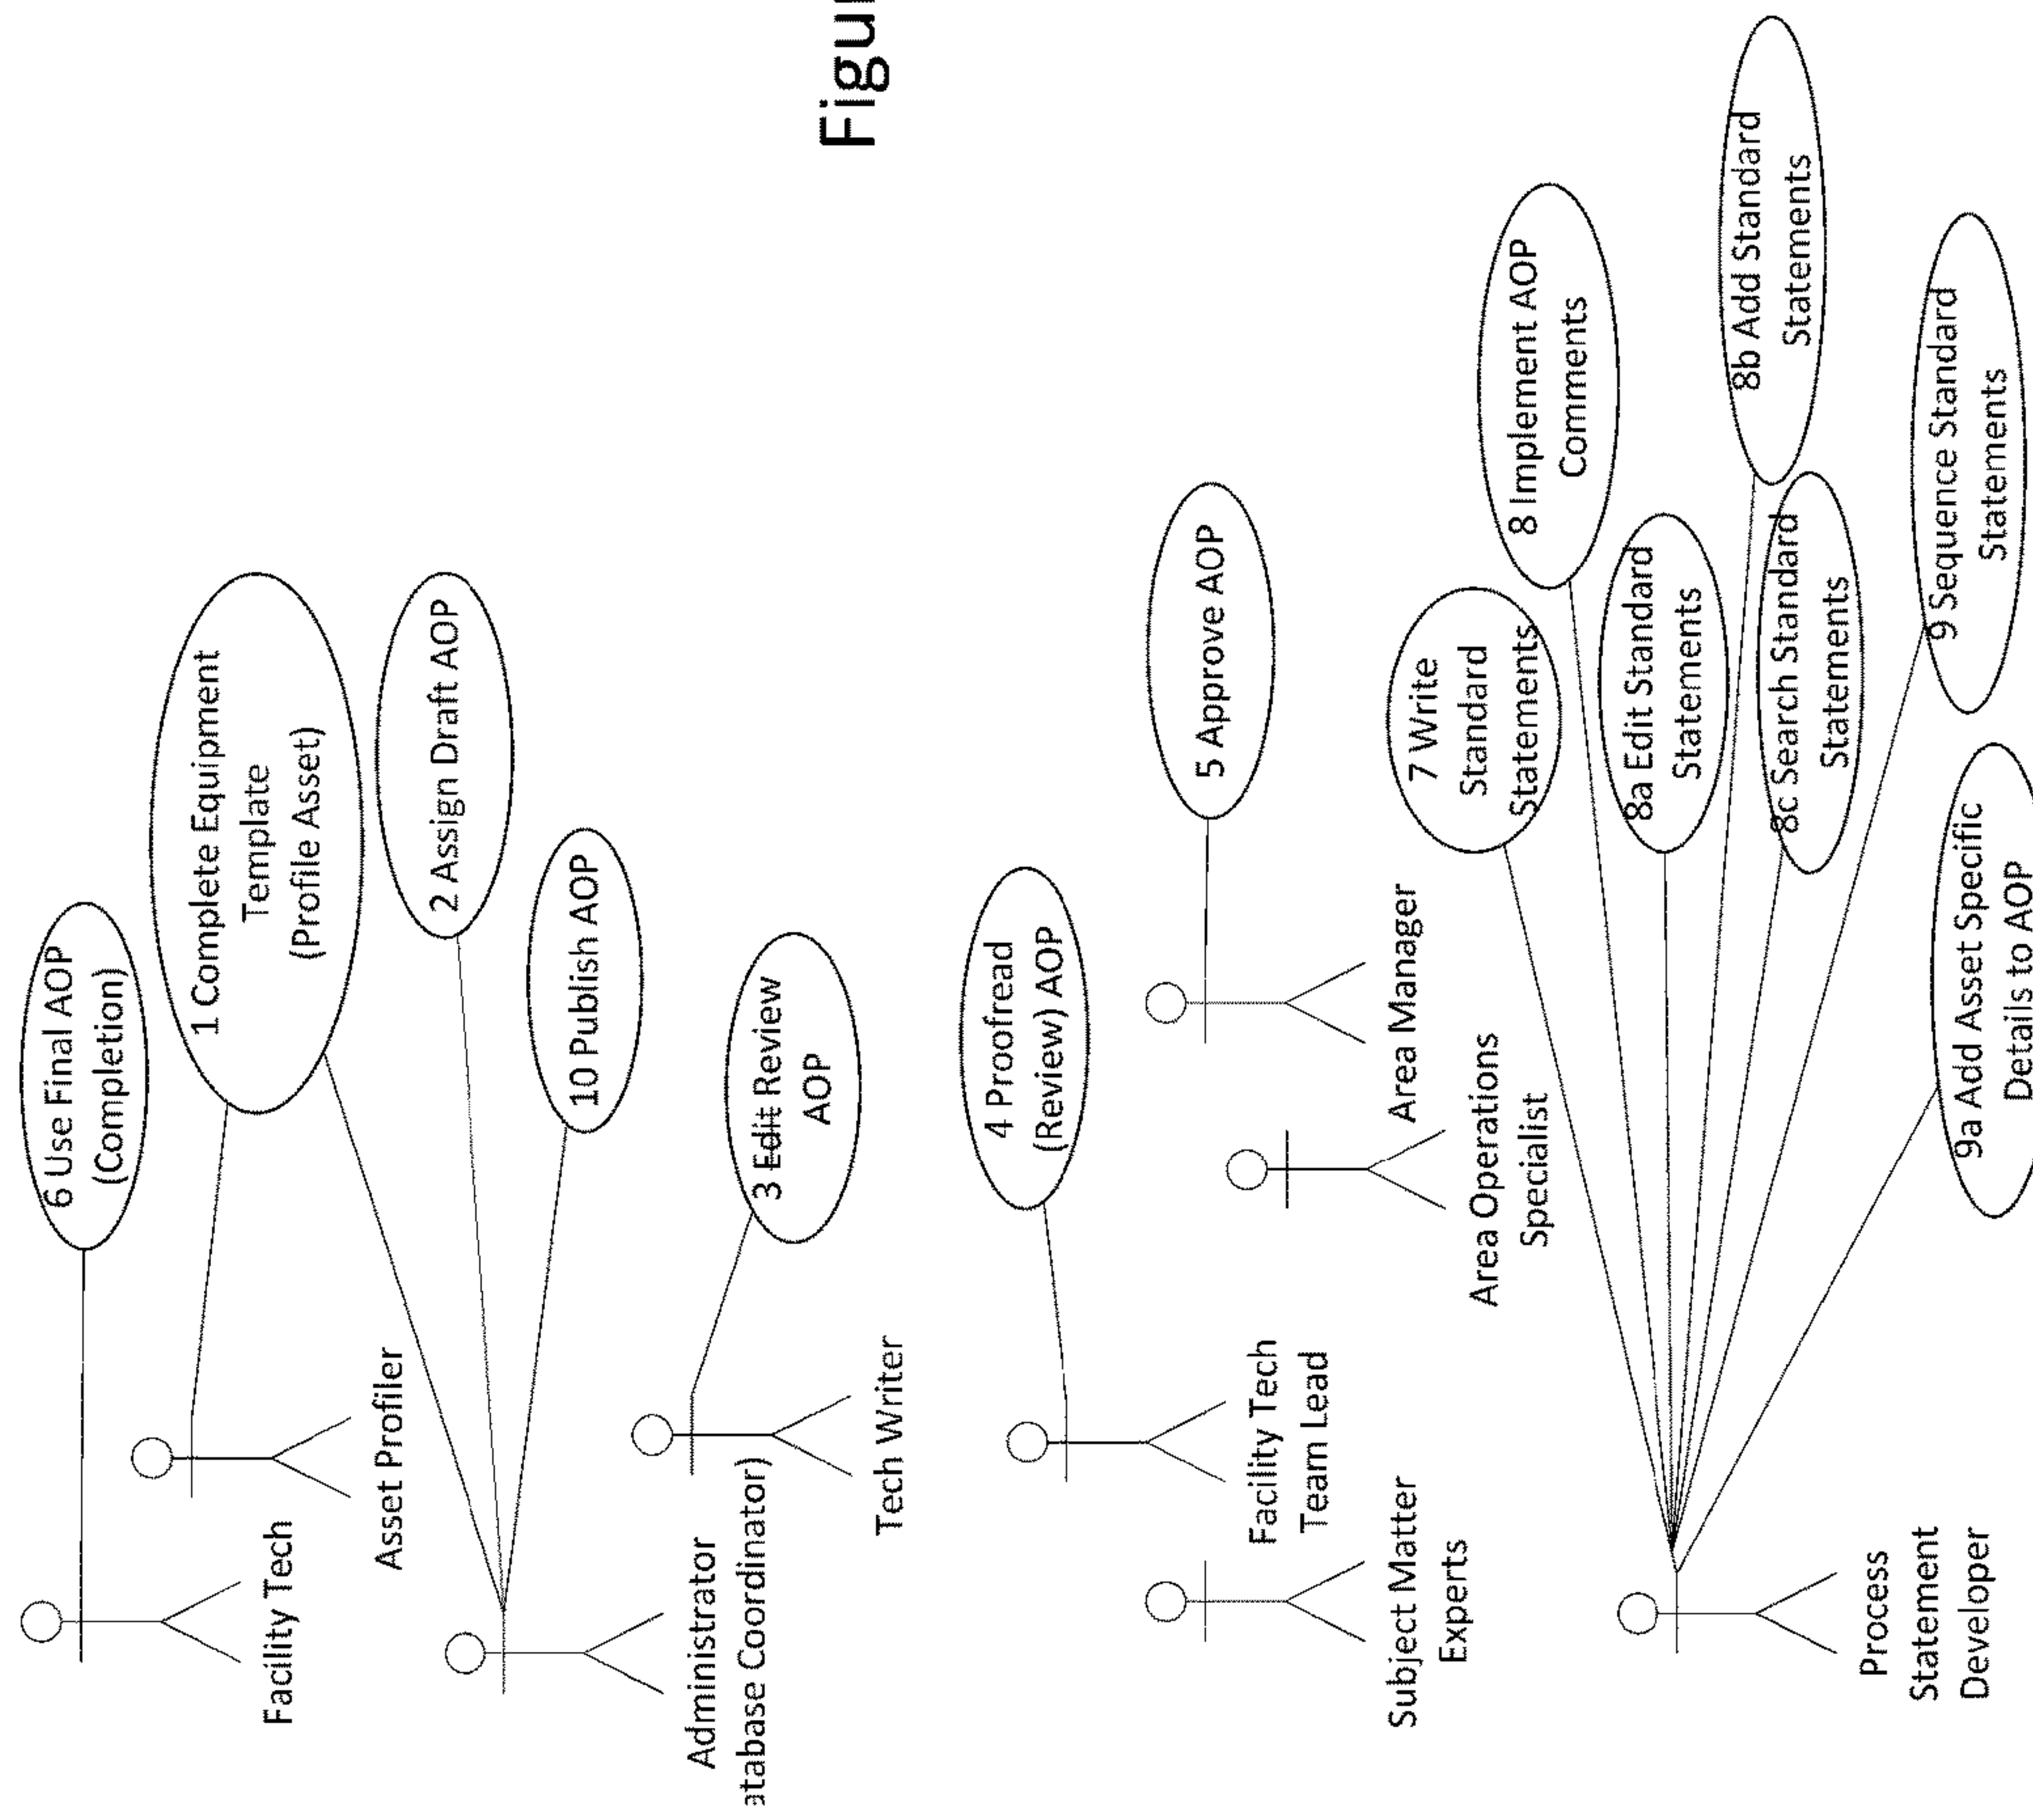 6 Use Final AOP
(Completion)
Facility Tech
1 Complete Equipment
Template
(Profile Asset)
Asset Profiler
2 Assign Draft AOP
10 Publish AOP
Administrator
atabase Coordinator)
3 Edit Review
AOP
Tech Writer
Figu
4 Proofread
(Review) AOP
Facility Tech
Team Lead
Subject Matter
Experts
5 Approve AOP
Area Manager
Area Operations
Specialist
7 Write
Standard
Statements
8 Implement AOP
Comments
8a Edit Standard
Statements
8b Add Standard
Statements
8c Search Standard
Statements
9 Sequence Standard
Statements
9a Add Asset Specific
Details to AOP
Process
Statement
Developer